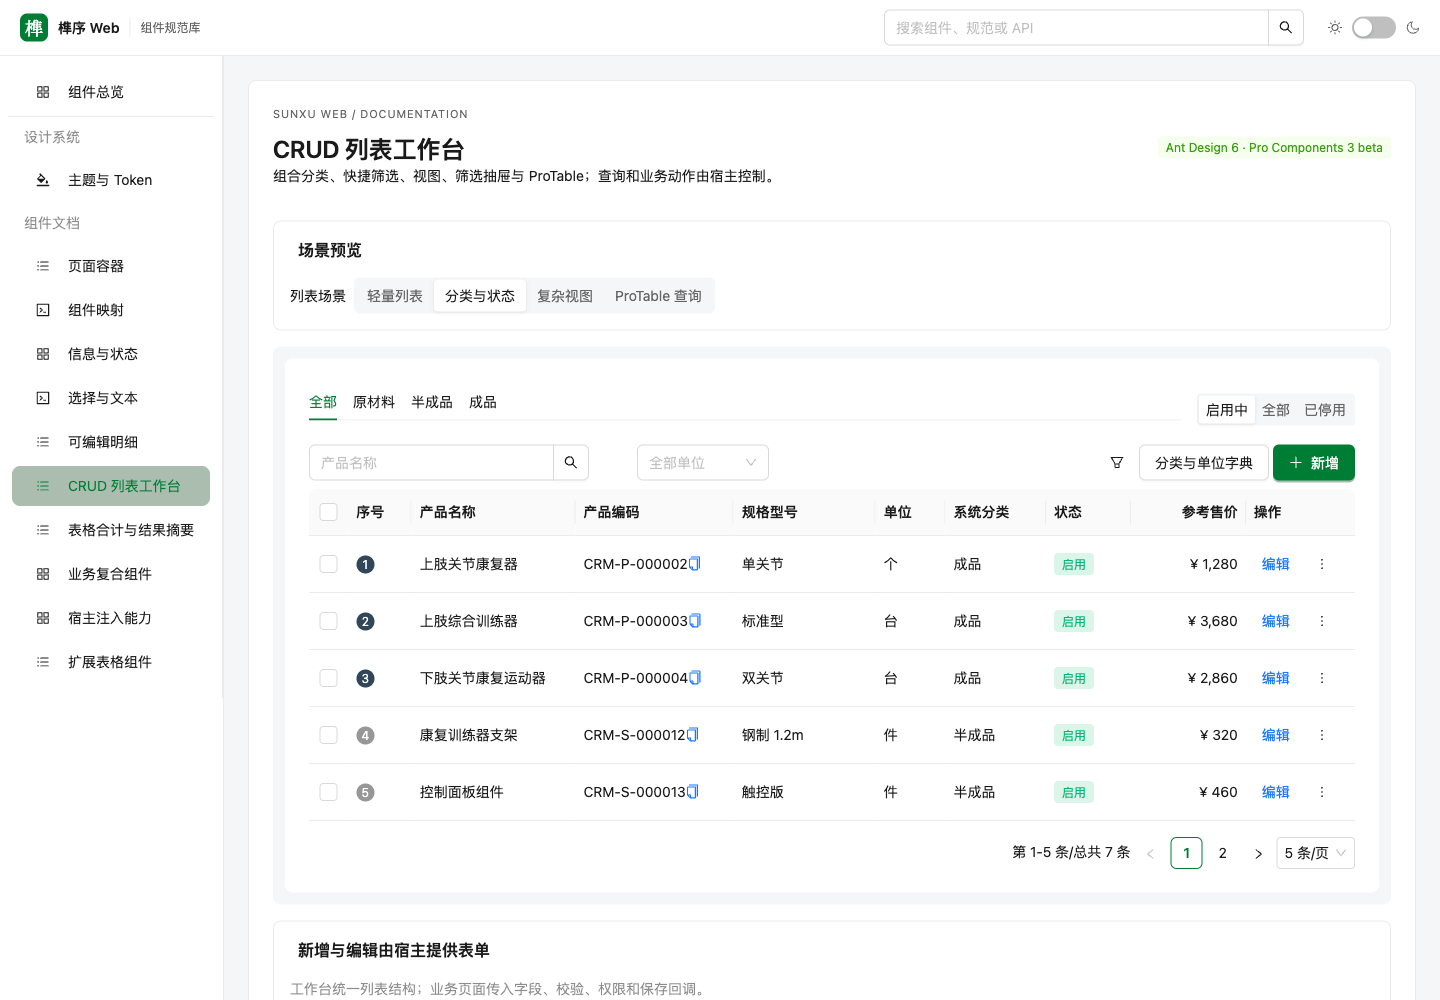 榫 榫序 Web 组件规范库 搜索组件、规范或 API
组件总览
设计系统
主题与 Token
组件文档
页面容器
组件映射
信息与状态
选择与文本
可编辑明细
CRUD 列表工作台
表格合计与结果摘要
业务复合组件
宿主注入能力
扩展表格组件
SUNXU WEB / DOCUMENTATION
CRUD 列表工作台
Ant Design 6 · Pro Components 3 beta
组合分类、快捷筛选、视图、筛选抽屉与 ProTable；查询和业务动作由宿主控制。
场景预览
列表场景 轻量列表 分类与状态 复杂视图 ProTable 查询
全部 原材料 半成品 成品 启用中 全部 已停用
产品名称 全部单位 分类与单位字典 新增
序号 产品名称 产品编码 规格型号 单位 系统分类 状态 参考售价 操作
1 上肢关节康复器 CRM-P-000002 单关节 个 成品 启用 ¥ 1,280 编辑
2 上肢综合训练器 CRM-P-000003 标准型 台 成品 启用 ¥ 3,680 编辑
3 下肢关节康复运动器 CRM-P-000004 双关节 台 成品 启用 ¥ 2,860 编辑
4 康复训练器支架 CRM-S-000012 钢制 1.2m 件 半成品 启用 ¥ 320 编辑
5 控制面板组件 CRM-S-000013 触控版 件 半成品 启用 ¥ 460 编辑
第 1-5 条/总共 7 条 1 2 5 条/页
新增与编辑由宿主提供表单
工作台统一列表结构；业务页面传入字段、校验、权限和保存回调。